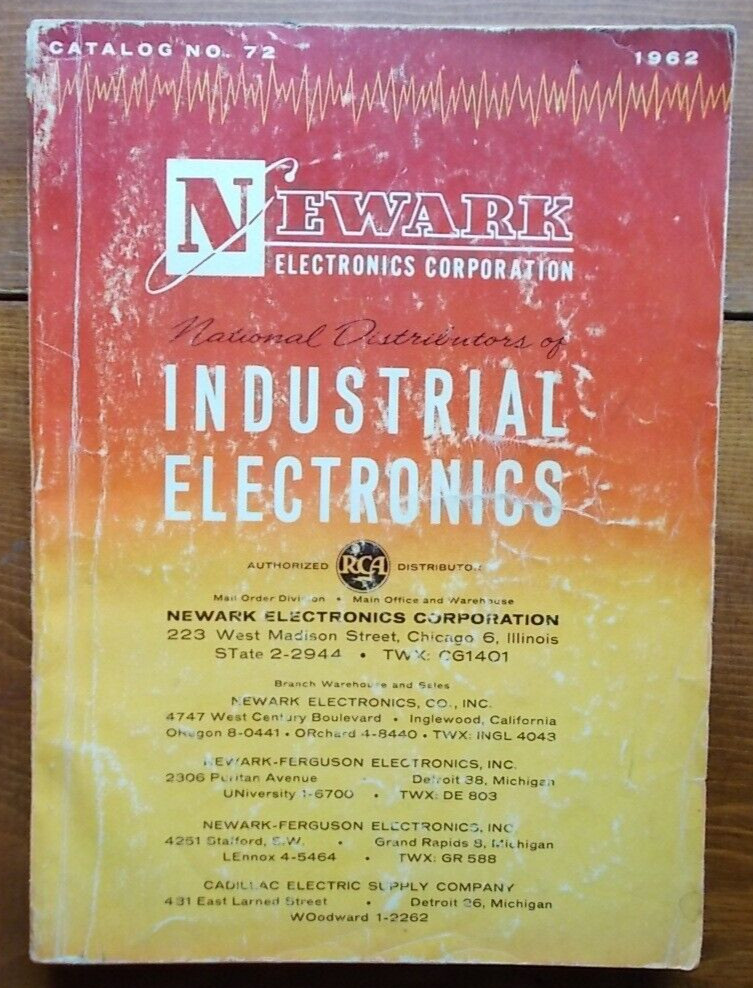 CATALOG NO. 72 1962
N NEWARK
ELECTRONICS CORPORATION
National Distributors of
INDUSTRIAL
ELECTRONICS
AUTHORIZED RCA DISTRIBUTOR
Mail Order Division • Main Office and Warehouse
NEWARK ELECTRONICS CORPORATION
223 West Madison Street, Chicago 6, Illinois
STate 2-2944 • TWX: CG1401
Branch Warehouse and Sales
NEWARK ELECTRONICS, CO., INC.
4747 West Century Boulevard • Inglewood, California
ORegon 8-0441 • ORchard 4-8440 • TWX: INGL 4043
NEWARK-FERGUSON ELECTRONICS, INC.
2306 Puritan Avenue • Detroit 38, Michigan
UNiversity 1-6700 • TWX: DE 803
NEWARK-FERGUSON ELECTRONICS, INC.
4251 Stafford, S.W. • Grand Rapids 8, Michigan
LEnnox 4-5464 • TWX: GR 588
CADILLAC ELECTRIC SUPPLY COMPANY
431 East Larned Street • Detroit 26, Michigan
WOodward 1-2262